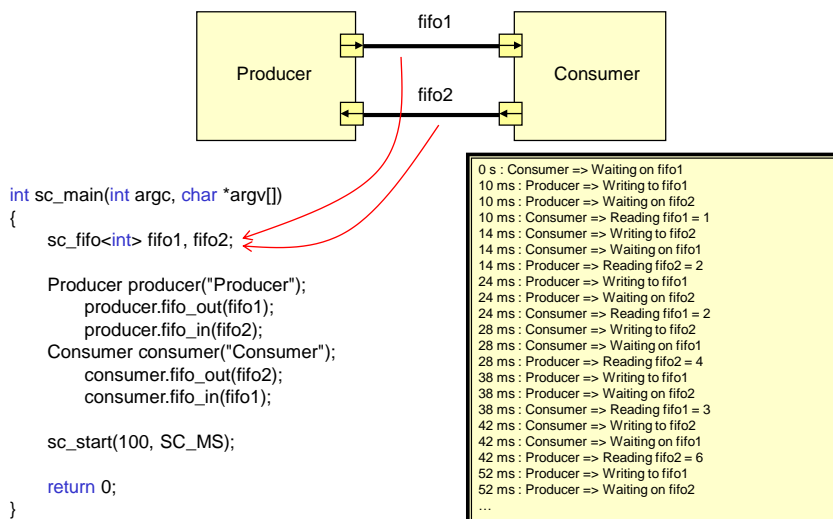 fifo1
Producer
Consumer
fifo2
int sc_main(int argc, char *argv[])
{
sc_fifo<int> fifo1, fifo2;
Producer producer("Producer");
producer.fifo_out(fifo1);
producer.fifo_in(fifo2);
Consumer consumer("Consumer");
consumer.fifo_out(fifo2);
consumer.fifo_in(fifo1);
sc_start(100, SC_MS);
return 0;
}
0 s : Consumer => Waiting on fifo1
10 ms : Producer => Writing to fifo1
10 ms : Producer => Waiting on fifo2
10 ms : Consumer => Reading fifo1 = 1
14 ms : Consumer => Writing to fifo2
14 ms : Consumer => Waiting on fifo1
14 ms : Producer => Reading fifo2 = 2
24 ms : Producer => Writing to fifo1
24 ms : Producer => Waiting on fifo2
24 ms : Consumer => Reading fifo1 = 2
28 ms : Consumer => Writing to fifo2
28 ms : Consumer => Waiting on fifo1
28 ms : Producer => Reading fifo2 = 4
38 ms : Producer => Writing to fifo1
38 ms : Producer => Waiting on fifo2
38 ms : Consumer => Reading fifo1 = 3
42 ms : Consumer => Writing to fifo2
42 ms : Consumer => Waiting on fifo1
42 ms : Producer => Reading fifo2 = 6
52 ms : Producer => Writing to fifo1
52 ms : Producer => Waiting on fifo2
…